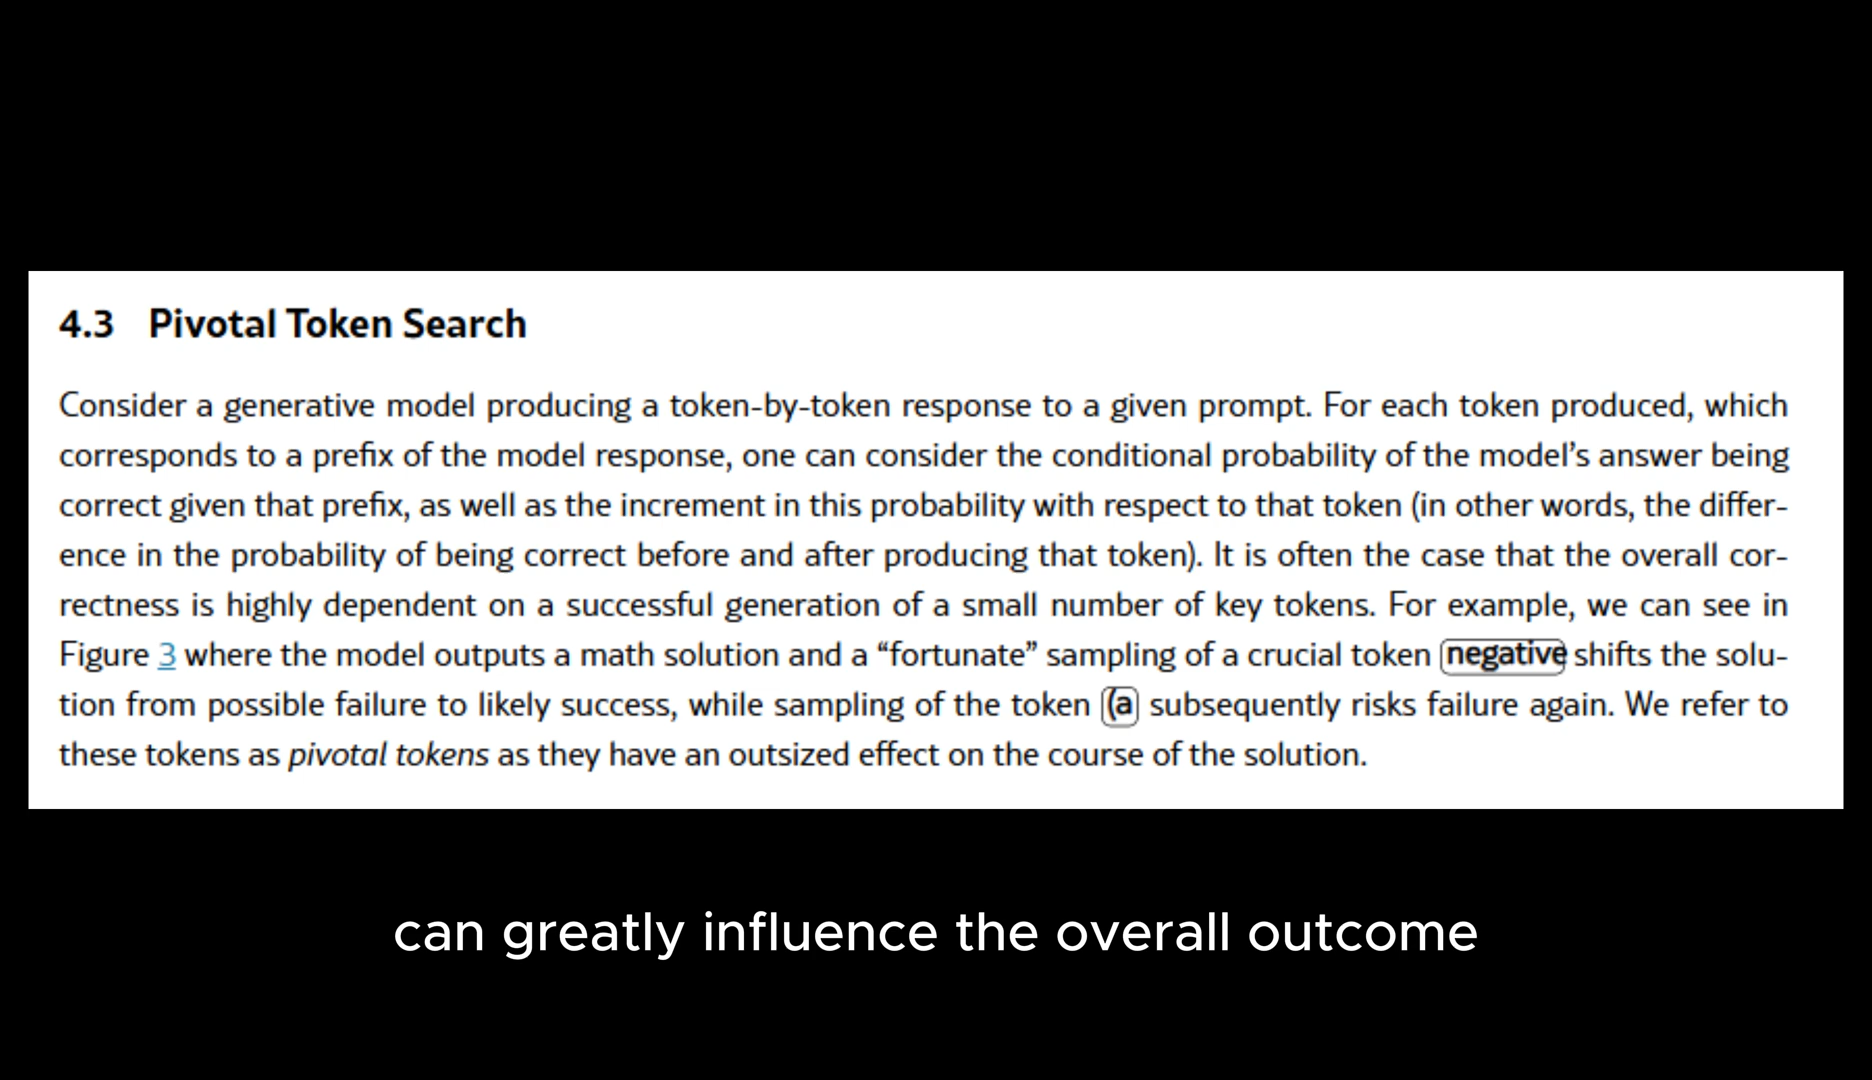 4.3 Pivotal Token Search
Consider a generative model producing a token-by-token response to a given prompt. For each token produced, which
corresponds to a prefix of the model response, one can consider the conditional probability of the model’s answer being
correct given that prefix, as well as the increment in this probability with respect to that token (in other words, the differ-
ence in the probability of being correct before and after producing that token). It is often the case that the overall cor-
rectness is highly dependent on a successful generation of a small number of key tokens. For example, we can see in
Figure 3 where the model outputs a math solution and a “fortunate” sampling of a crucial token negative shifts the solu-
tion from possible failure to likely success, while sampling of the token (a subsequently risks failure again. We refer to
these tokens as pivotal tokens as they have an outsized effect on the course of the solution.
can greatly influence the overall outcome